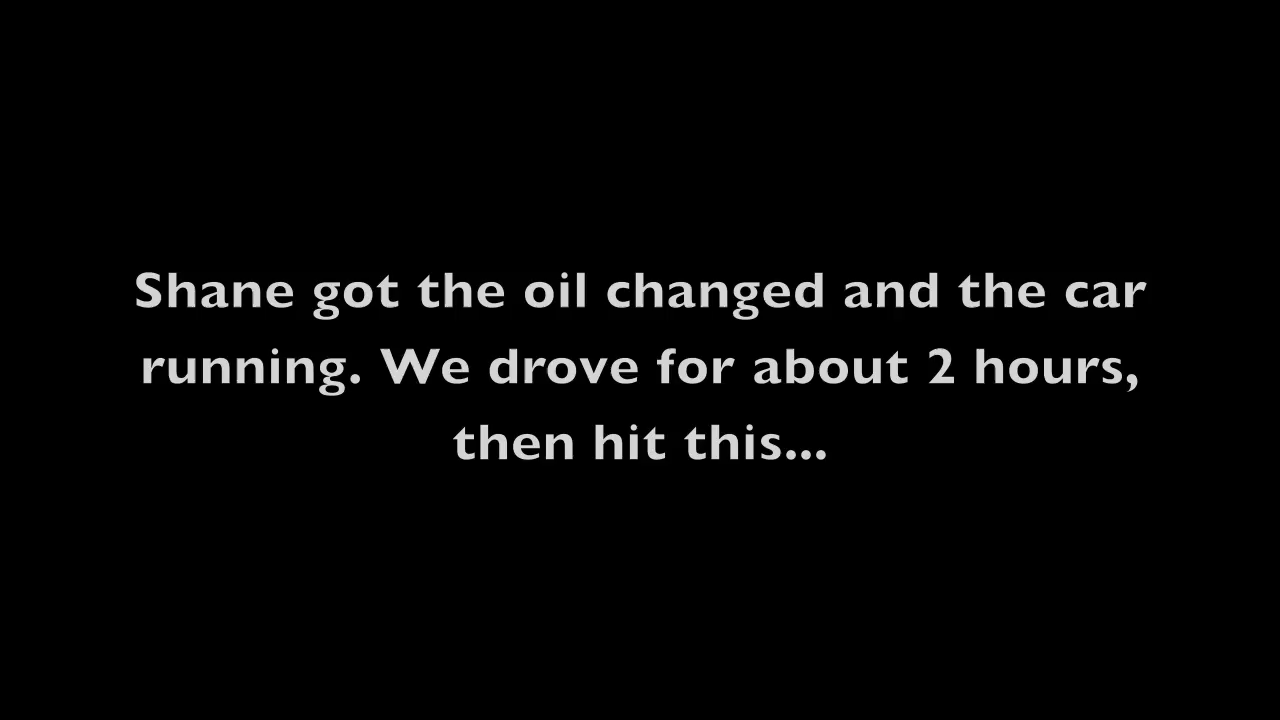 Shane got the oil changed and the car
running. We drove for about 2 hours,
then hit this...